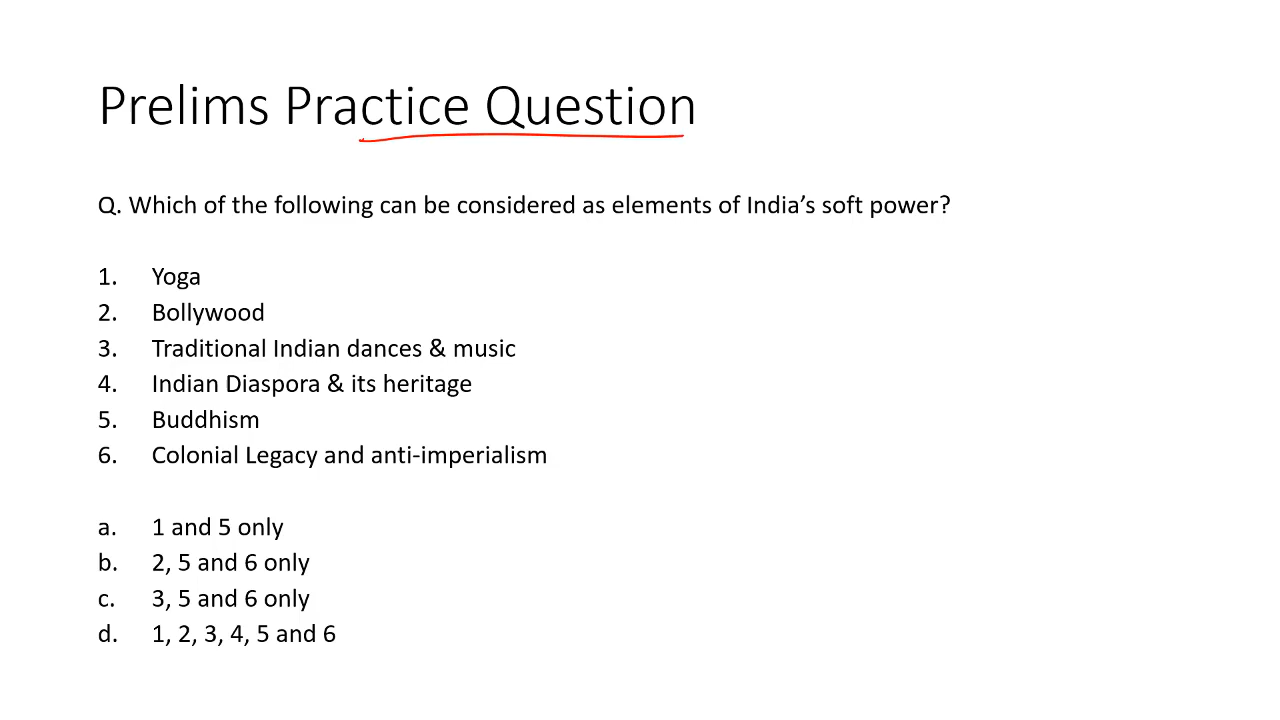 Prelims Practice Question
Q. Which of the following can be considered as elements of India’s soft power?
1. Yoga
2. Bollywood
3. Traditional Indian dances & music
4. Indian Diaspora & its heritage
5. Buddhism
6. Colonial Legacy and anti-imperialism
a. 1 and 5 only
b. 2, 5 and 6 only
c. 3, 5 and 6 only
d. 1, 2, 3, 4, 5 and 6